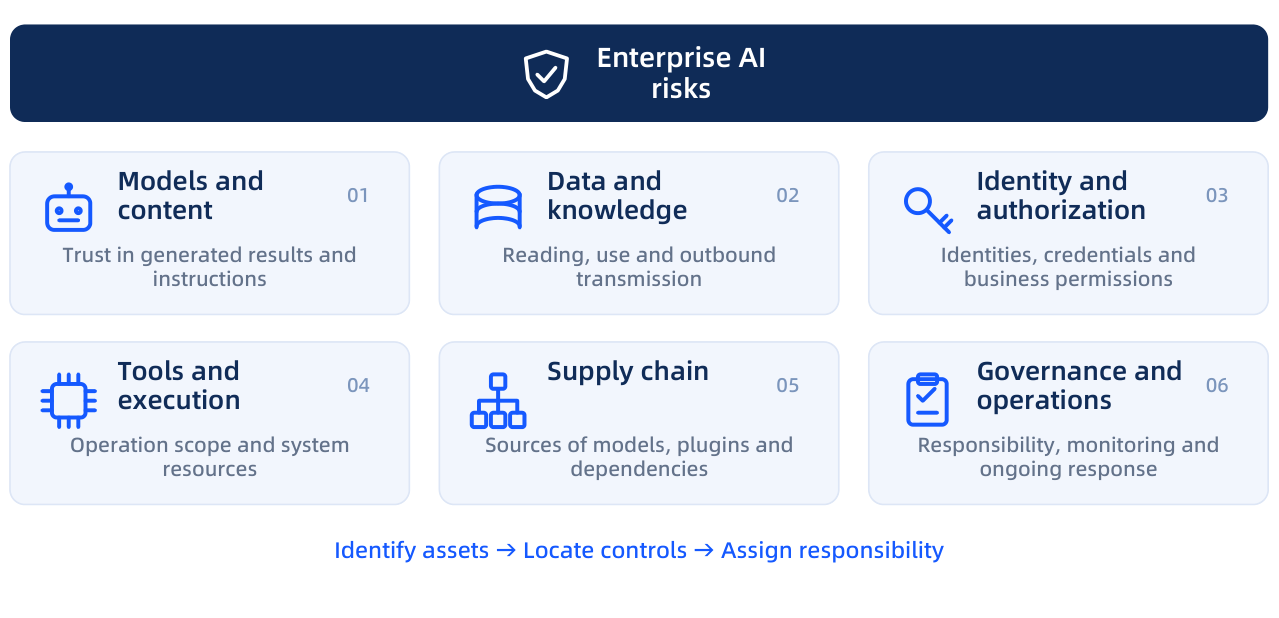 Enterprise AI
risks
Models and
content
01
Trust in generated results and
instructions
Data and
knowledge
02
Reading, use and outbound
transmission
Identity and
authorization
03
Identities, credentials and
business permissions
Tools and
execution
04
Operation scope and system
resources
Supply chain
05
Sources of models, plugins and
dependencies
Governance and
operations
06
Responsibility, monitoring and
ongoing response
Identify assets → Locate controls → Assign responsibility